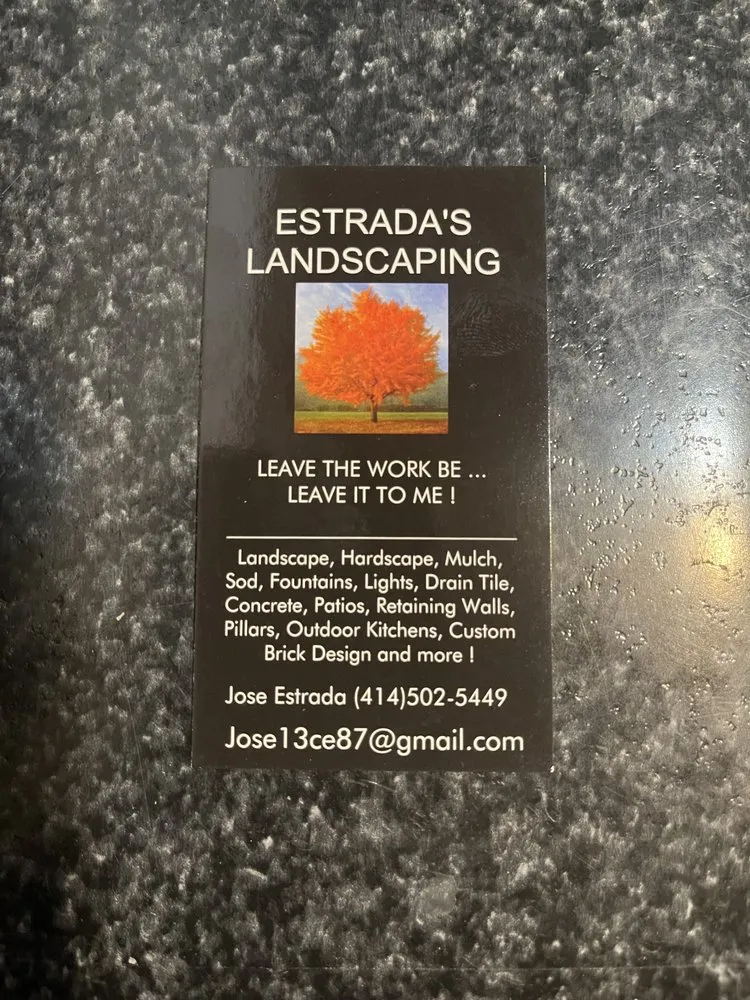 ESTRADA'S
LANDSCAPING
LEAVE THE WORK BE ...
LEAVE IT TO ME !
Landscape, Hardscape, Mulch,
Sod, Fountains, Lights, Drain Tile,
Concrete, Patios, Retaining Walls,
Pillars, Outdoor Kitchens, Custom
Brick Design and more !
Jose Estrada (414)502-5449
Jose13ce87@gmail.com